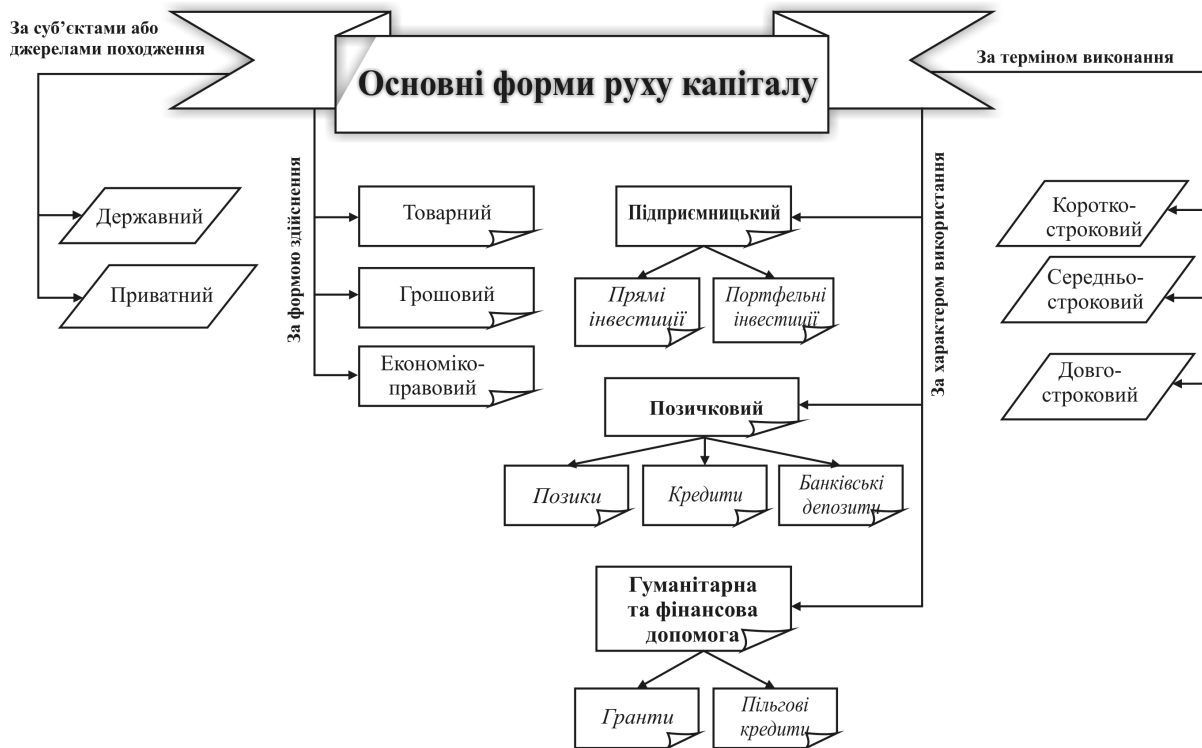 За суб’єктами або
джерелами походження
Основні форми руху капіталу
За терміном виконання
Державний
Приватний
За формою здійснення
Товарний
Грошовий
Економіко-
правовий
Підприємницький
Прямі
інвестиції
Портфельні
інвестиції
Позичковий
Позики
Кредити
Банківські
депозити
Гуманітарна
та фінансова
допомога
Гранти
Пільгові
кредити
За характером використання
Коротко-
строковий
Середньо-
строковий
Довго-
строковий